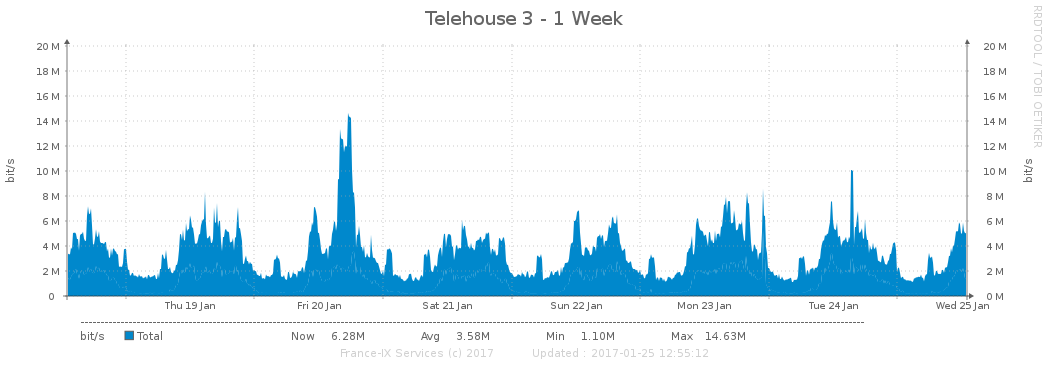 Telehouse 3 - 1 Week
RRDTOOL / TOBI OETIKER
bit/s
bit/s
20 M 20 M
18 M 18 M
16 M 16 M
14 M 14 M
12 M 12 M
10 M 10 M
8 M 8 M
6 M 6 M
4 M 4 M
2 M 2 M
0 0 M
Thu 19 Jan Fri 20 Jan Sat 21 Jan Sun 22 Jan Mon 23 Jan Tue 24 Jan Wed 25 Jan
bit/s Total Now 6.28M Avg 3.58M Min 1.10M Max 14.63M
France-IX Services (c) 2017 Updated : 2017-01-25 12:55:12